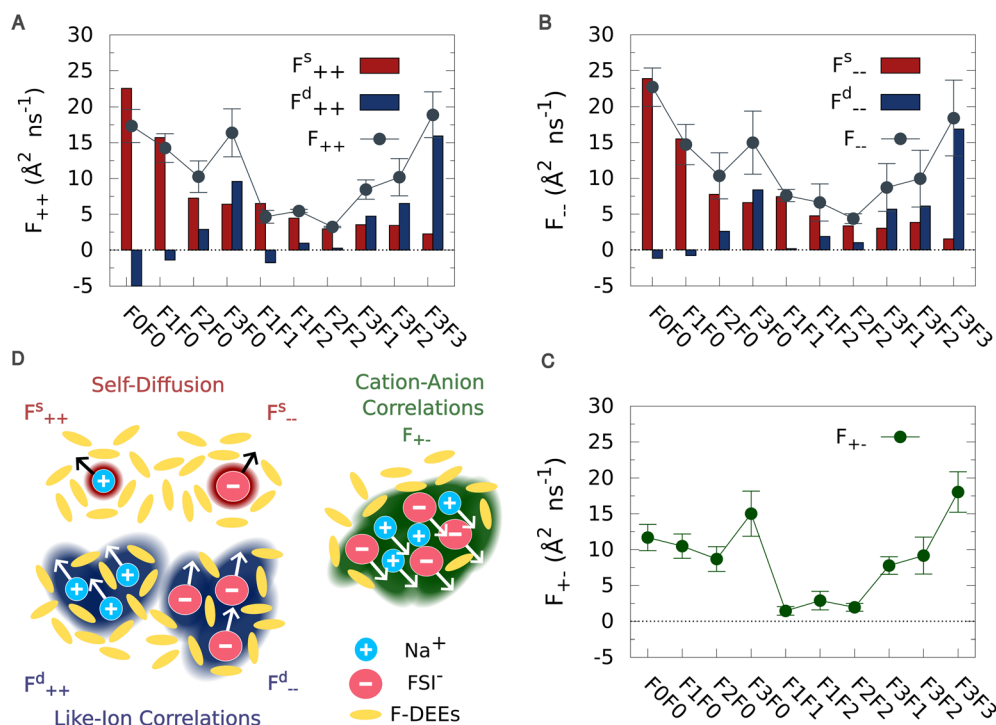 A
F++ (Å² ns⁻¹)
30
25
20
15
10
5
0
-5
Fˢ++
Fᵈ++
F++
F0F0
F1F0
F2F0
F3F0
F1F1
F1F2
F2F2
F3F1
F3F2
F3F3
B
F-- (Å² ns⁻¹)
30
25
20
15
10
5
0
-5
Fˢ--
Fᵈ--
F--
F0F0
F1F0
F2F0
F3F0
F1F1
F1F2
F2F2
F3F1
F3F2
F3F3
D
Self-Diffusion
Fˢ++
Fˢ--
+
−
Cation-Anion
Correlations
F+-
− +
+ + −
− + − −
+ + − −
−
Fᵈ++
Fᵈ--
Like-Ion Correlations
+ Na⁺
− FSI⁻
F-DEEs
C
F+- (Å² ns⁻¹)
30
25
20
15
10
5
0
-5
F+-
F0F0
F1F0
F2F0
F3F0
F1F1
F1F2
F2F2
F3F1
F3F2
F3F3